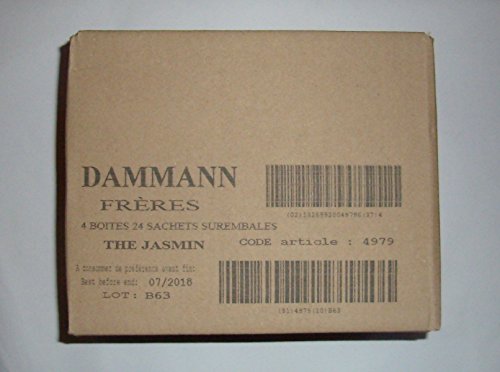 DAMMANN
FRÈRES
4 BOITES 24 SACHETS SUREMBALES
THE JASMIN
CODE article : 4979
A consommer de préférence avant fin:
Best before end: 07/2018
LOT: B63